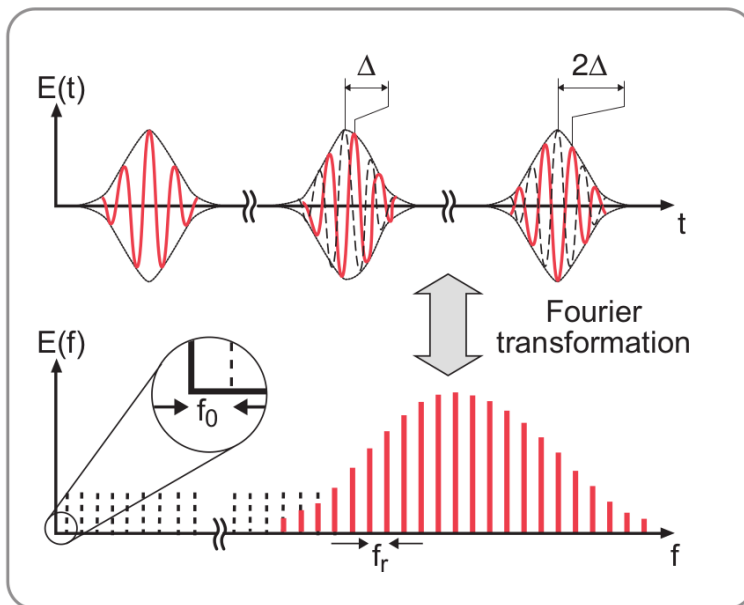 Δ
2Δ
E(t)
t
Fourier
transformation
E(f)
f₀
fᵣ
f